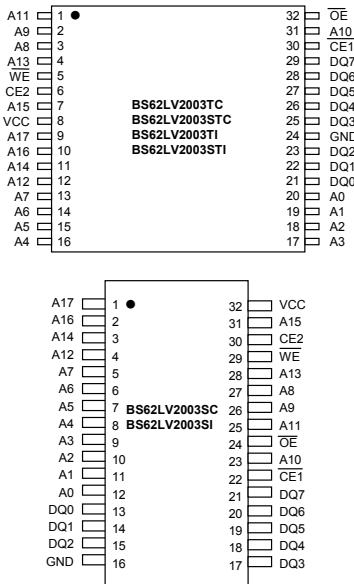 A11 1 32 OE
A9 2 31 A10
A8 3 30 CE1
A13 4 29 DQ7
WE 5 28 DQ6
CE2 6 27 DQ5
A15 7 BS62LV2003TC 26 DQ4
VCC 8 BS62LV2003STC 25 DQ3
A17 9 BS62LV2003TI 24 GND
A16 10 BS62LV2003STI 23 DQ2
A14 11 22 DQ1
A12 12 21 DQ0
A7 13 20 A0
A6 14 19 A1
A5 15 18 A2
A4 16 17 A3
A17 1 32 VCC
A16 2 31 A15
A14 3 30 CE2
A12 4 29 WE
A7 5 28 A13
A6 6 27 A8
A5 7 BS62LV2003SC 26 A9
A4 8 BS62LV2003SI 25 A11
A3 9 24 OE
A2 10 23 A10
A1 11 22 CE1
A0 12 21 DQ7
DQ0 13 20 DQ6
DQ1 14 19 DQ5
DQ2 15 18 DQ4
GND 16 17 DQ3